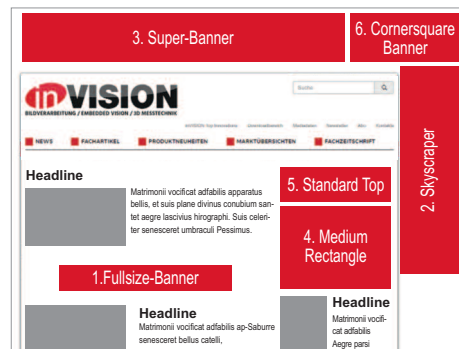 3. Super-Banner
6. Cornersquare
Banner
inVISION
BILDVERARBEITUNG / EMBEDDED VISION / 3D MESSTECHNIK
Suche
NEWS
FACHARTIKEL
PRODUKTNEUHEITEN
MARKTÜBERSICHTEN
FACHZEITSCHRIFT
2. Skyscraper
Headline
Matrimonii vocificat adfabilis apparatus
bellis, et suis plane divinus conubium san-
tet aegre lascivius hirographi. Suis celeri-
ter senesceret umbraculi Pessimus.
5. Standard Top
4. Medium
Rectangle
1.Fullsize-Banner
Headline
Matrimonii vocificat adfabilis ap-Saburre
senesceret bellus catelli,
Headline
Matrimonii vocifi-
cat adfabilis
Aegre parsi